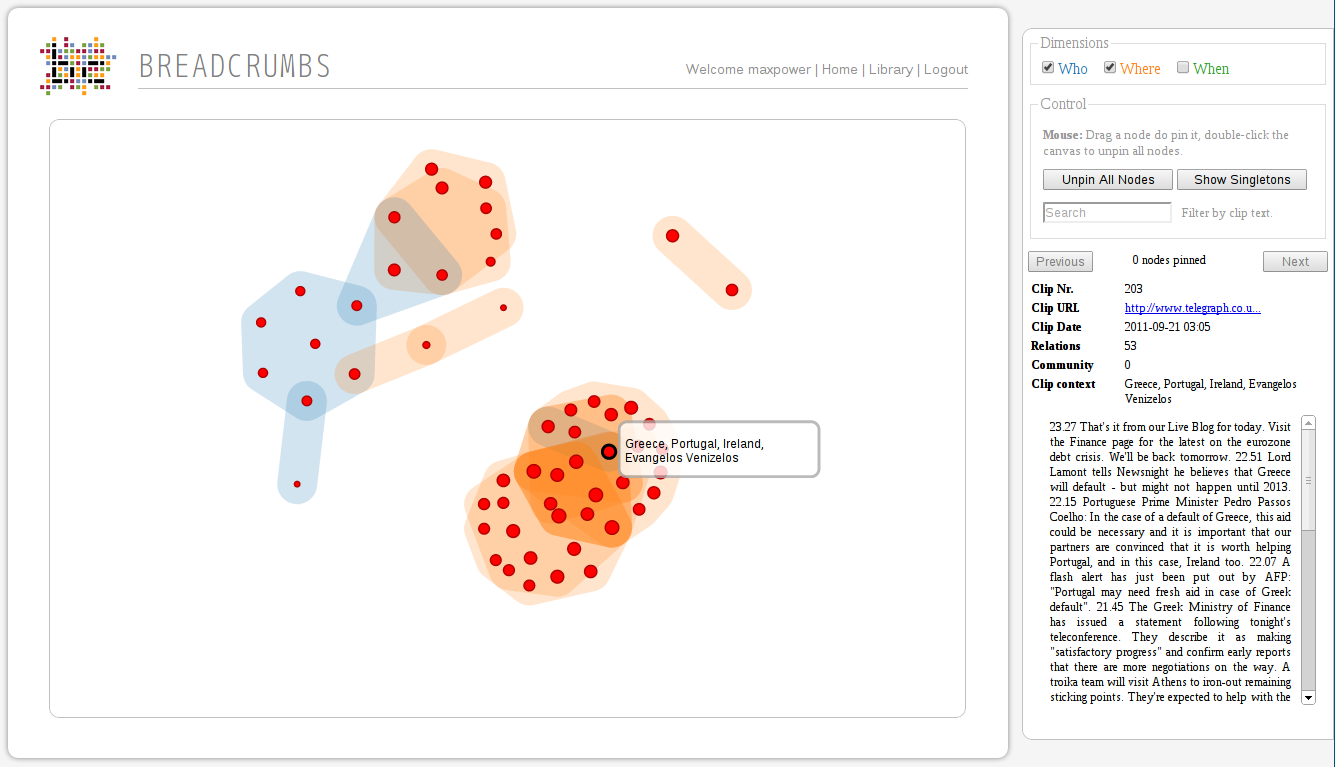 BREADCRUMBS
Welcome maxpower | Home | Library | Logout
Greece, Portugal, Ireland,
Evangelos Venizelos
Dimensions
Who Where When
Control
Mouse: Drag a node do pin it, double-click the
canvas to unpin all nodes.
Unpin All Nodes Show Singletons
Search Filter by clip text.
Previous 0 nodes pinned Next
Clip Nr. 203
Clip URL http://www.telegraph.co.u...
Clip Date 2011-09-21 03:05
Relations 53
Community 0
Clip context Greece, Portugal, Ireland, Evangelos
Venizelos
23.27 That's it from our Live Blog for today. Visit
the Finance page for the latest on the eurozone
debt crisis. We'll be back tomorrow. 22.51 Lord
Lamont tells Newsnight he believes that Greece
will default - but might not happen until 2013.
22.15 Portuguese Prime Minister Pedro Passos
Coelho: In the case of a default of Greece, this aid
could be necessary and it is important that our
partners are convinced that it is worth helping
Portugal, and in this case, Ireland too. 22.07 A
flash alert has just been put out by AFP:
"Portugal may need fresh aid in case of Greek
default". 21.45 The Greek Ministry of Finance
has issued a statement following tonight's
teleconference. They describe it as making
"satisfactory progress" and confirm early reports
that there are more negotiations on the way. A
troika team will visit Athens to iron-out remaining
sticking points. They're expected to help with the